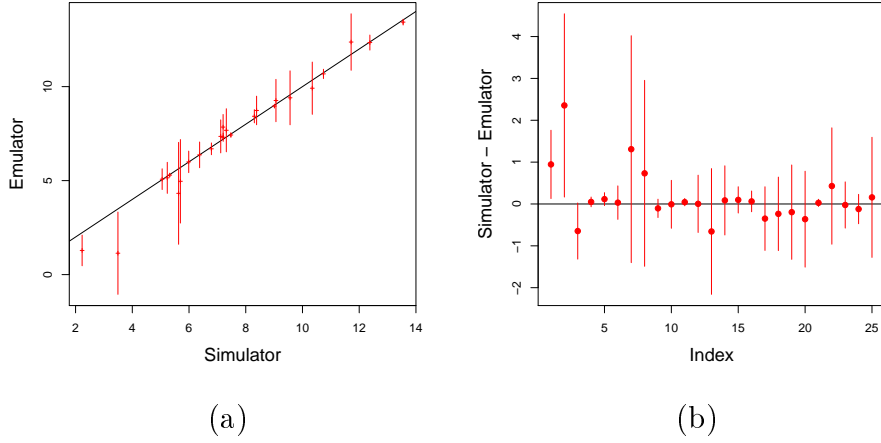 10
5
0
Emulator
2 4 6 8 10 12 14
Simulator
(a)
4
3
2
1
0
−1
−2
Simulator − Emulator
5 10 15 20 25
Index
(b)